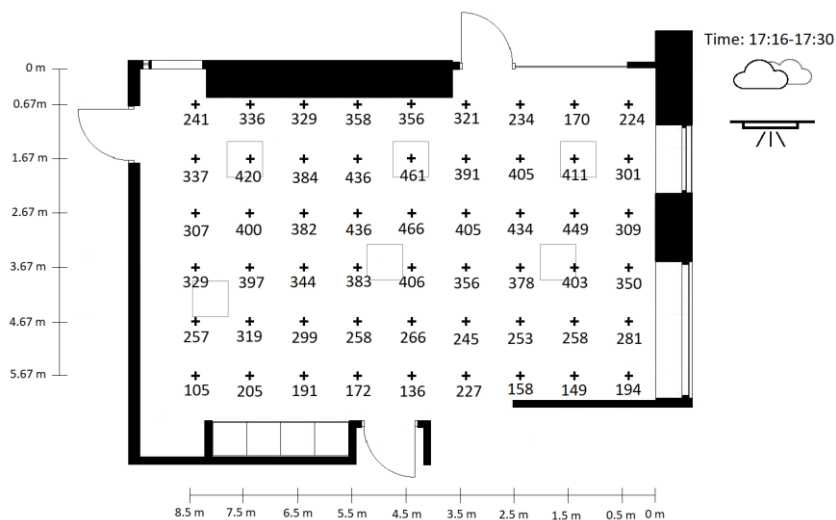 Time: 17:16-17:30
0 m
0.67m
241 336 329 358 356 321 234 170 224
1.67m
337 420 384 436 461 391 405 411 301
2.67m
307 400 382 436 466 405 434 449 309
3.67 m
329 397 344 383 406 356 378 403 350
4.67 m
257 319 299 258 266 245 253 258 281
5.67 m
105 205 191 172 136 227 158 149 194
8.5 m 7.5 m 6.5 m 5.5 m 4.5 m 3.5 m 2.5 m 1.5 m 0.5 m 0 m